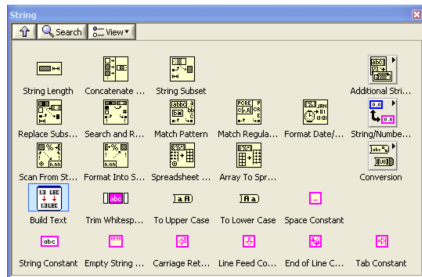 String
Search View
String Length Concatenate ... String Subset Additional Stri...
Replace Subs... Search and R... Match Pattern Match Regula... Format Date/... String/Numbe...
Scan From St... Format Into S... Spreadsheet ... Array To Spr... Conversion
Build Text Trim Whitesp... To Upper Case To Lower Case Space Constant
String Constant Empty String ... Carriage Ret... Line Feed Co... End of Line C... Tab Constant